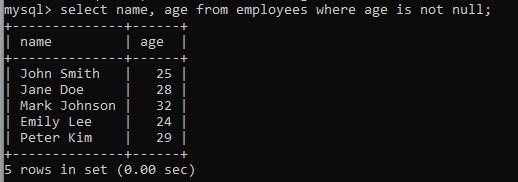 mysql> select name, age from employees where age is not null;
+--------------+------+
| name         | age  |
+--------------+------+
| John Smith   |   25 |
| Jane Doe     |   28 |
| Mark Johnson |   32 |
| Emily Lee    |   24 |
| Peter Kim    |   29 |
+--------------+------+
5 rows in set (0.00 sec)